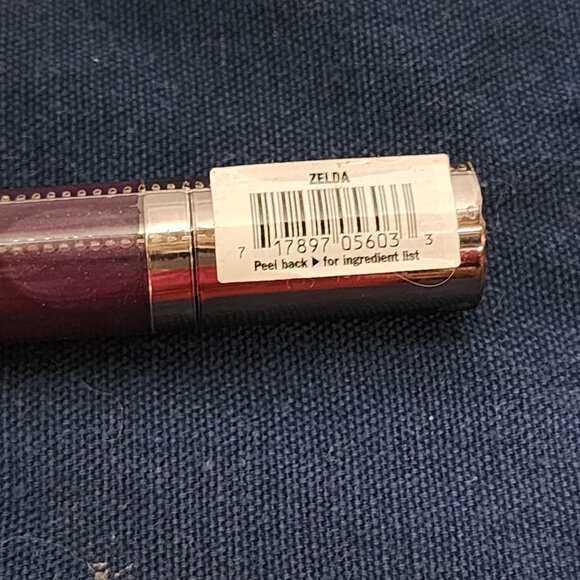 ZELDA
7 17897 05603 3
Peel back ▶ for ingredient list